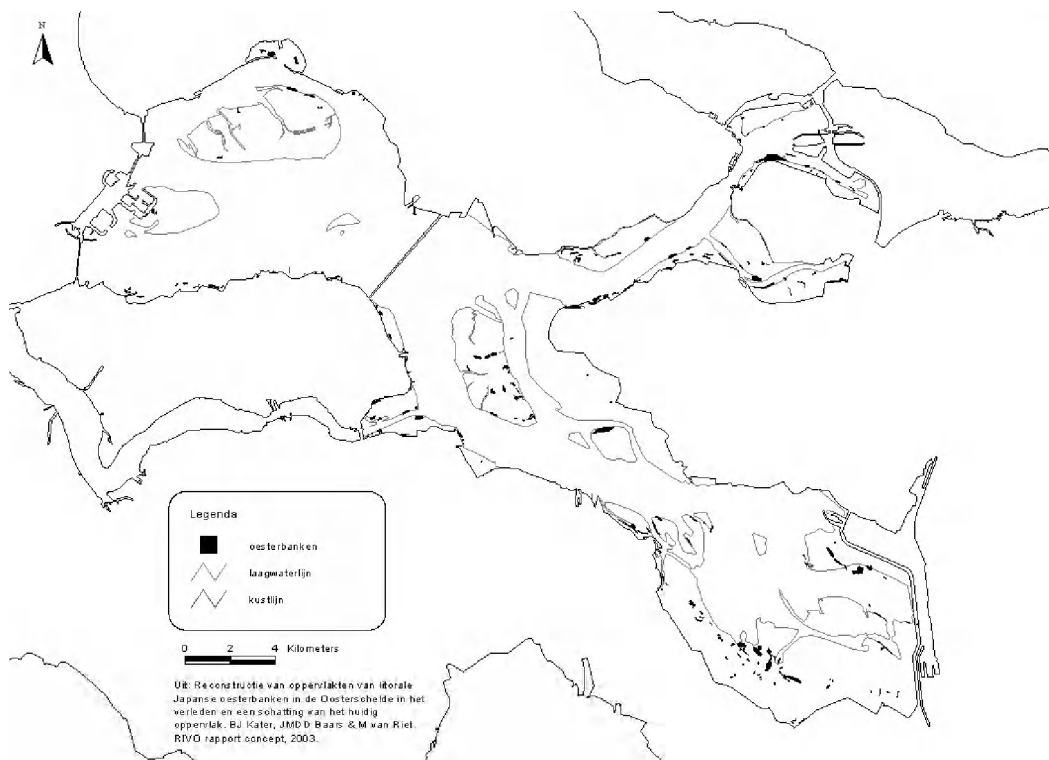 N
Legenda
oesterbanken
laagwaterlijn
kustlijn
0 2 4 Kilometers
Uit: Reconstructie van oppervlakten van litorale
Japanse oesterbanken in de Oosterschelde in het
verleden en een schatting van het huidig
oppervlak. BJ Kater, JMDD Baars & M van Riet.
RIVO rapport concept, 2003.